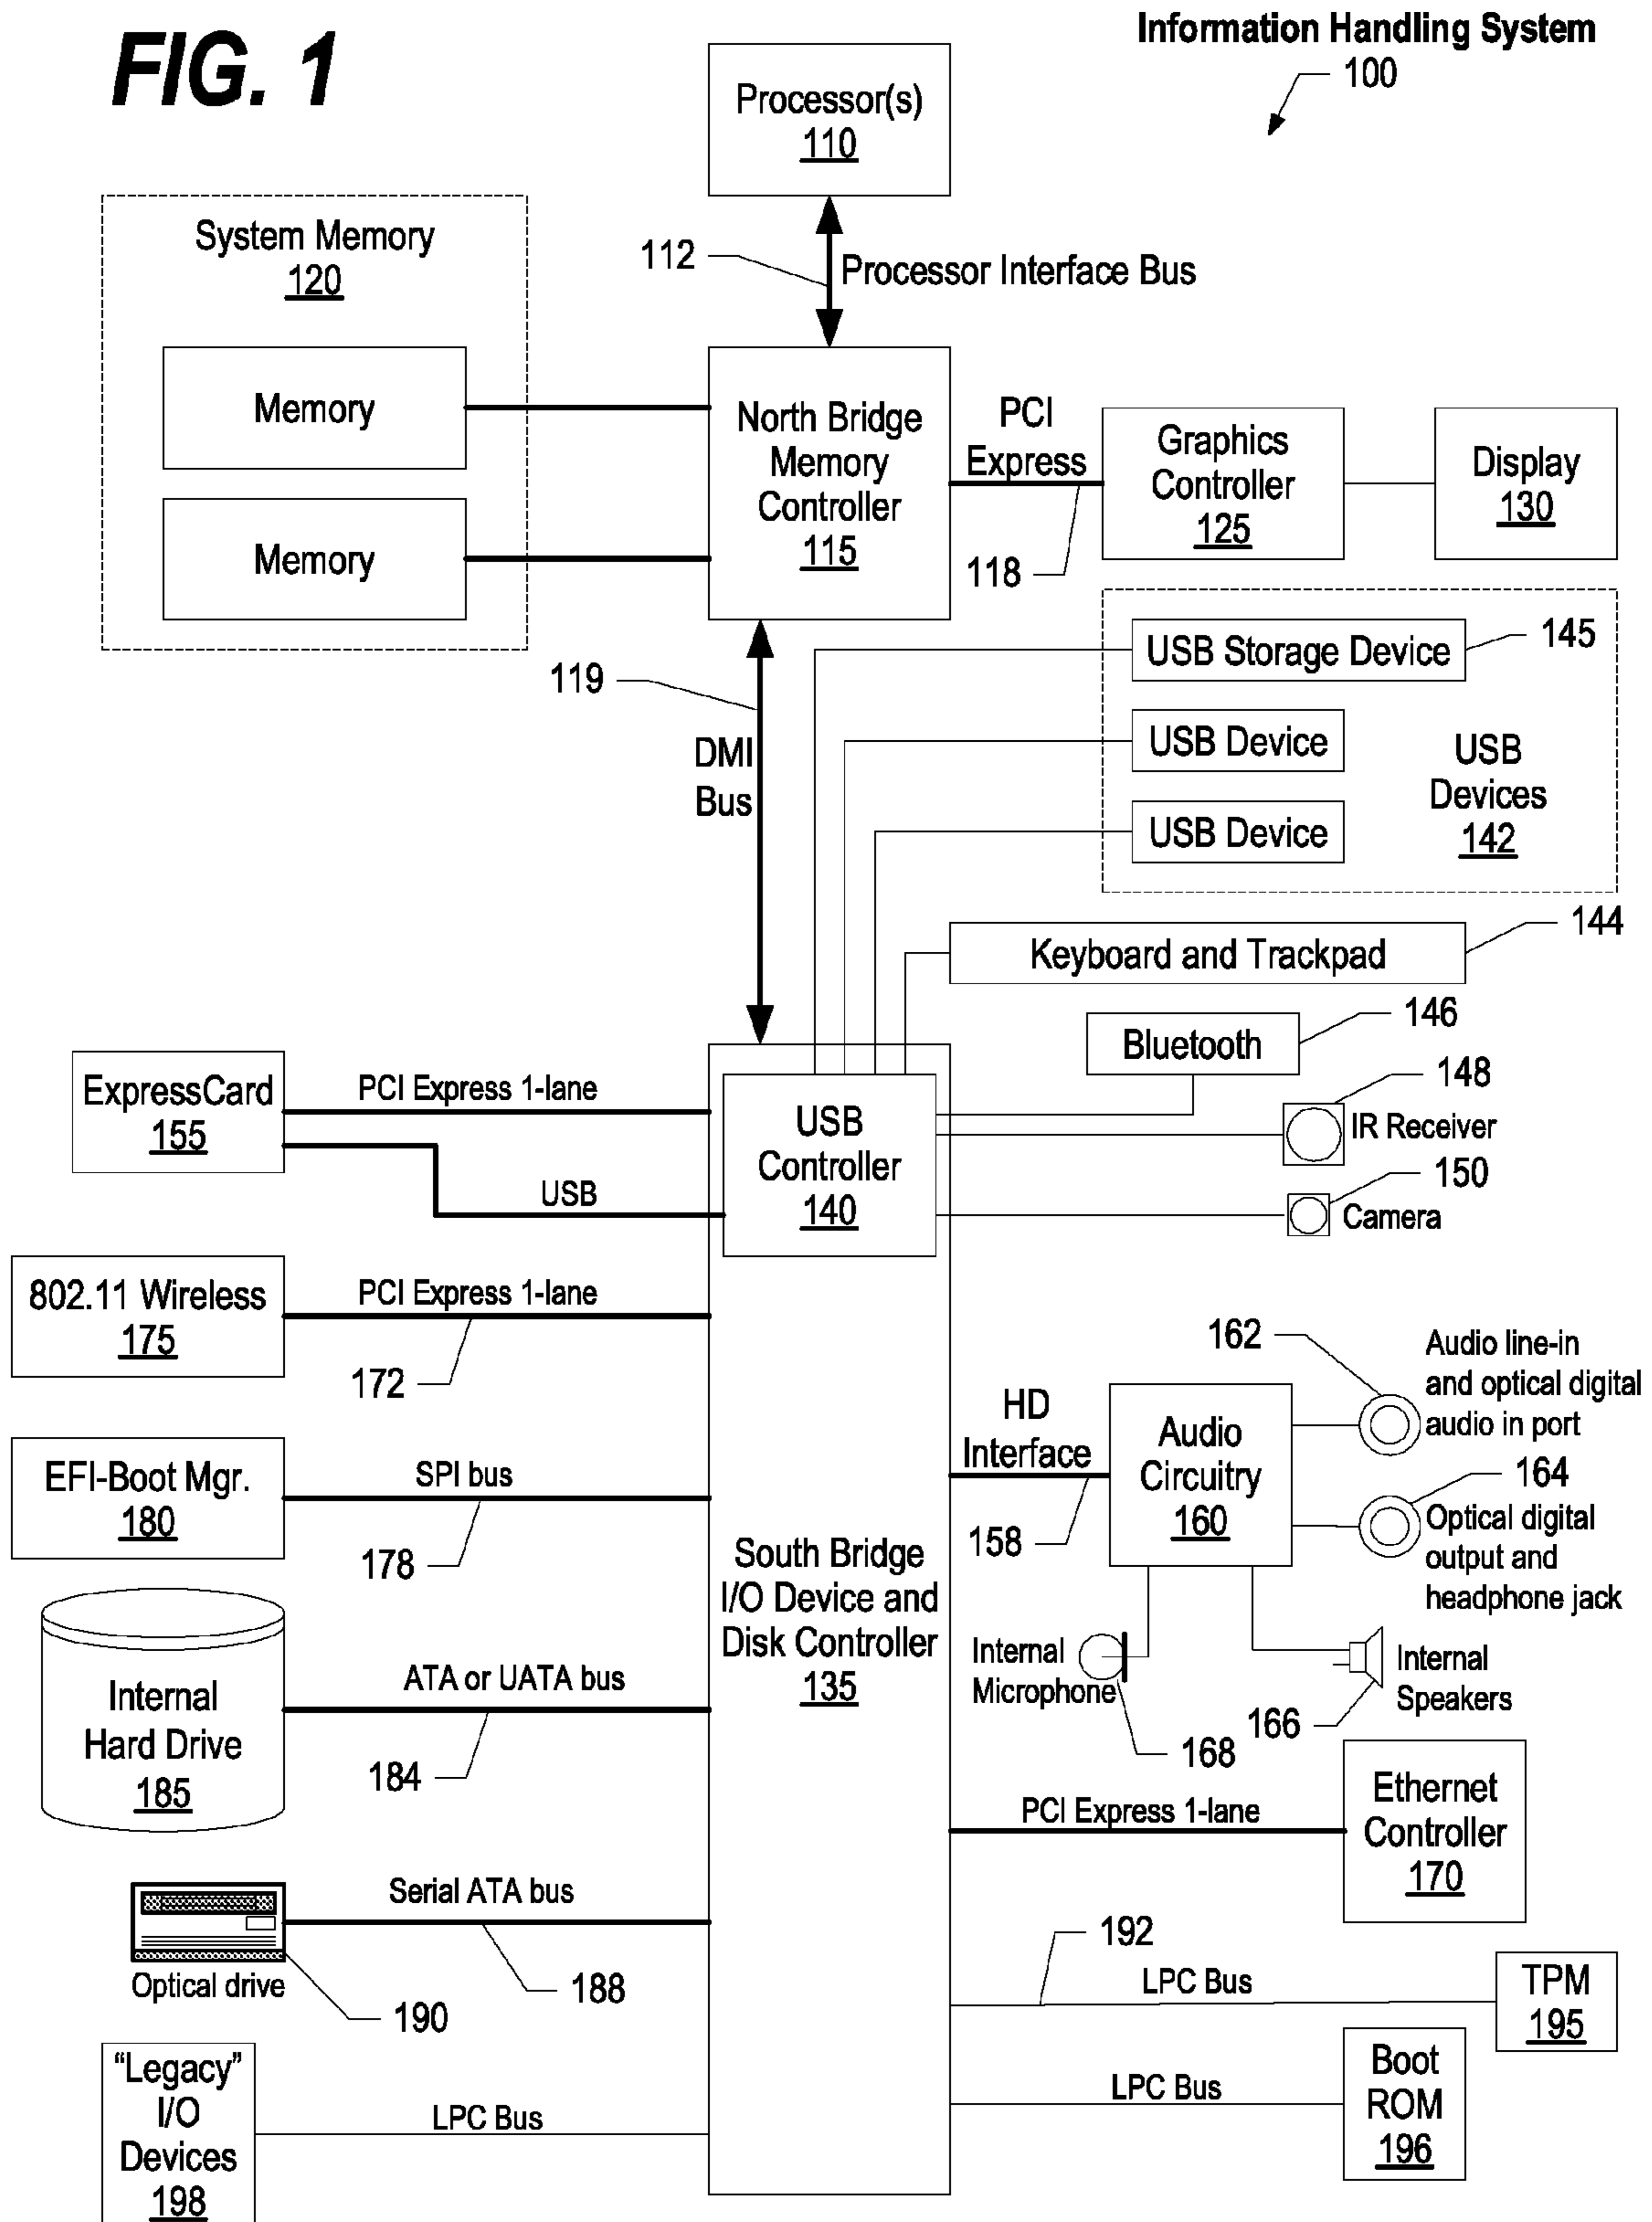 FIG. 1
Information Handling System
100
Processor(s)
110
System Memory
120
112
Processor Interface Bus
Memory
Memory
North Bridge
Memory
Controller
115
PCI
Express
118
Graphics
Controller
125
Display
130
119
DMI
Bus
USB Storage Device
145
USB Device
USB Device
USB
Devices
142
Keyboard and Trackpad
144
Bluetooth
146
148
IR Receiver
150
Camera
ExpressCard
155
PCI Express 1-lane
USB
USB
Controller
140
802.11 Wireless
175
PCI Express 1-lane
172
EFI-Boot Mgr.
180
SPI bus
178
Internal
Hard Drive
185
ATA or UATA bus
184
South Bridge
I/O Device and
Disk Controller
135
HD
Interface
158
Audio
Circuitry
160
162
Audio line-in
and optical digital
audio in port
164
Optical digital
output and
headphone jack
Internal
Microphone
168
166
Internal
Speakers
PCI Express 1-lane
Ethernet
Controller
170
Serial ATA bus
188
Optical drive
190
192
LPC Bus
TPM
195
LPC Bus
Boot
ROM
196
“Legacy”
I/O
Devices
198
LPC Bus